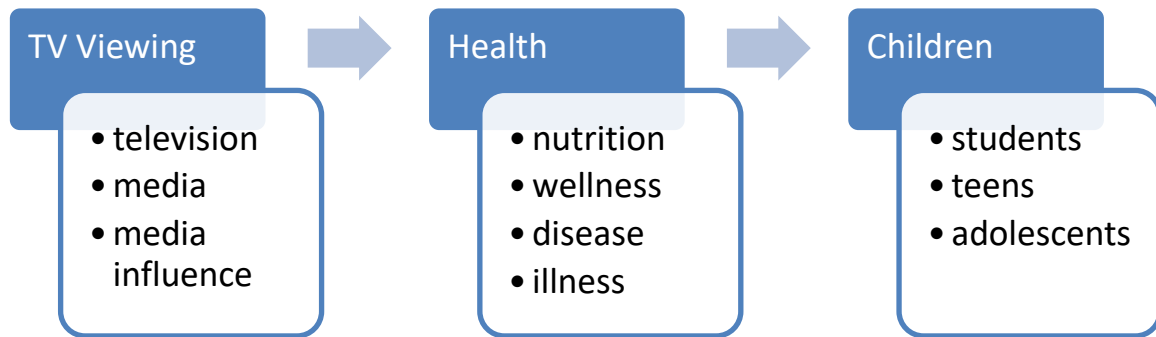 TV Viewing
• television
• media
• media
influence
Health
• nutrition
• wellness
• disease
• illness
Children
• students
• teens
• adolescents